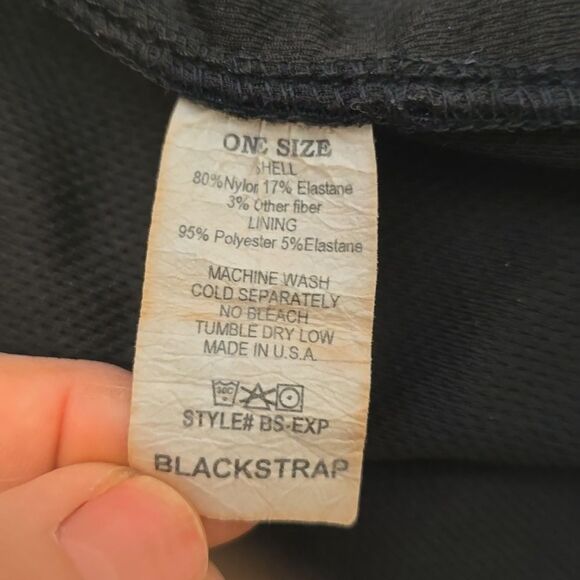 ONE SIZE
SHELL
80%Nylon 17% Elastane
3% Other fiber
LINING
95% Polyester 5%Elastane
MACHINE WASH
COLD SEPARATELY
NO BLEACH
TUMBLE DRY LOW
MADE IN U.S.A.
30C
STYLE# BS-EXP
BLACKSTRAP